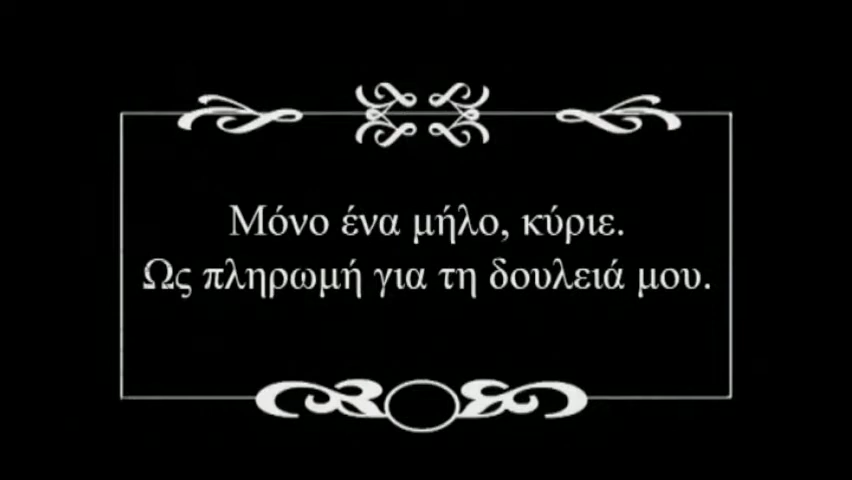 Μόνο ένα μήλο, κύριε.
Ως πληρωμή για τη δουλειά μου.